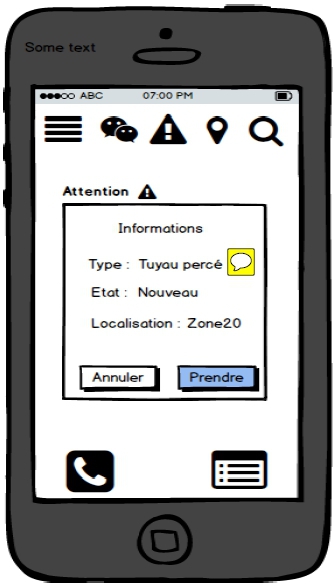 Some text
ABC 07:00 PM
Attention
Informations
Type : Tuyau percé
Etat : Nouveau
Localisation : Zone20
Annuler Prendre